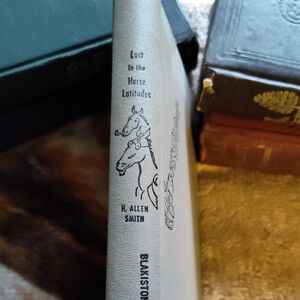 Lost
in the
Horse
Latitudes
H. ALLEN
SMITH
BLAKISTON